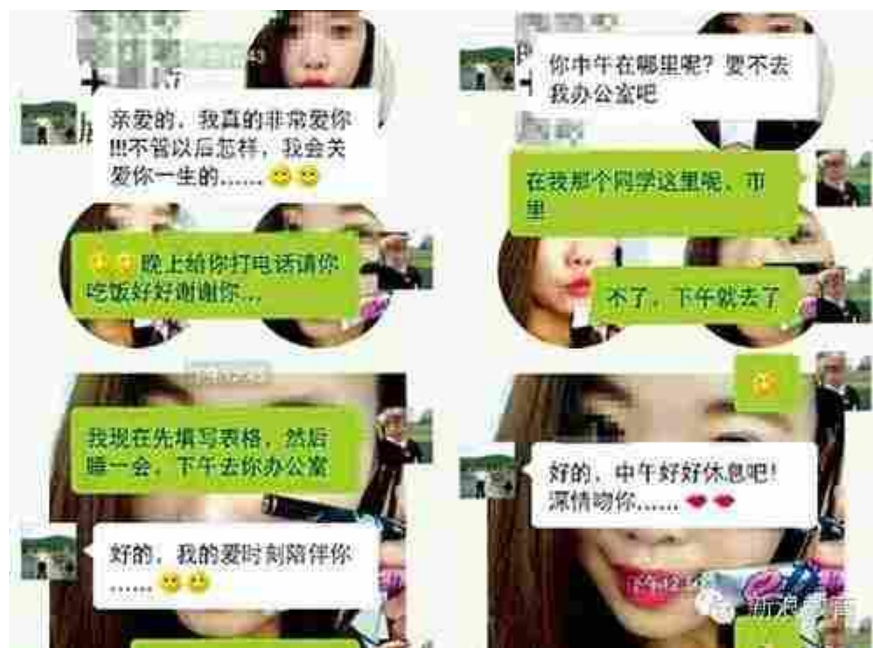 亲爱的，我真的非常爱你
!!!不管以后怎样，我会关
爱你一生的……
晚上给你打电话请你
吃饭好好谢谢你...
我现在先填写表格，然后
睡一会，下午去你办公室
好的，我的爱时刻陪伴你
……
你中午在哪里呢？要不去
我办公室吧
在我那个同学这里呢，市
里
不了，下午就去了
好的，中午好好休息吧！
深情吻你……
新浪教育